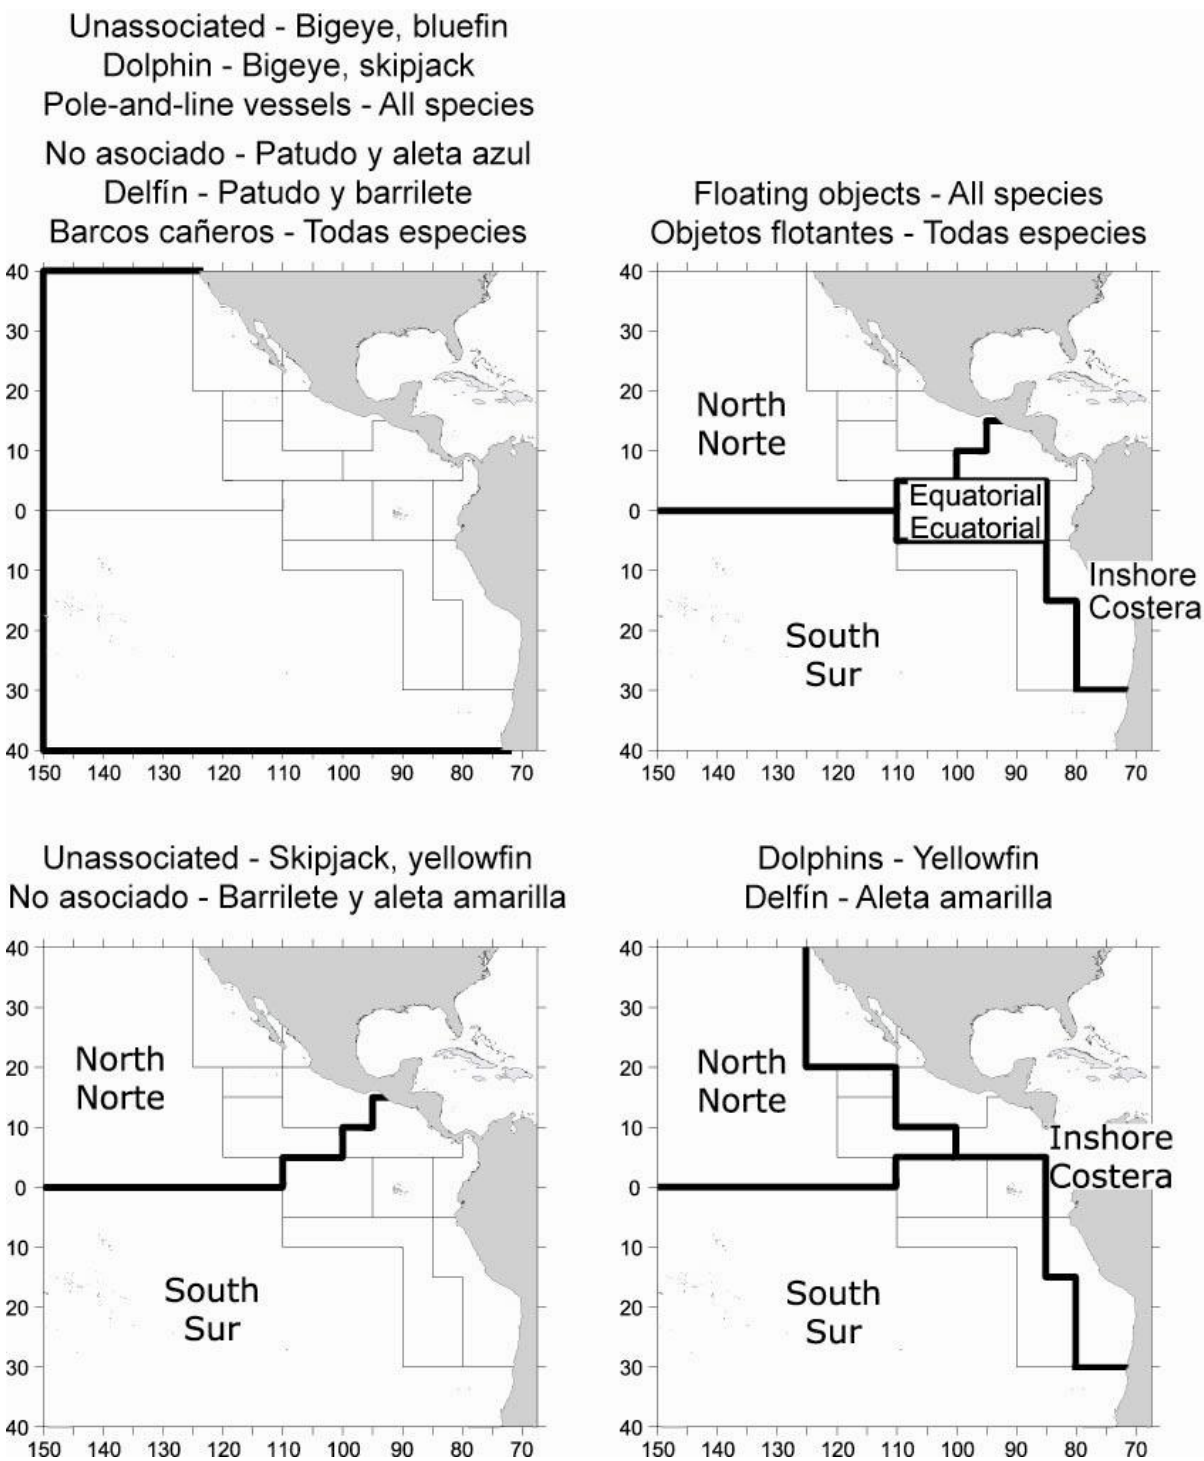 Unassociated - Bigeye, bluefin
Dolphin - Bigeye, skipjack
Pole-and-line vessels - All species
No asociado - Patudo y aleta azul
Delfín - Patudo y barrilete
Barcos cañeros - Todas especies
40
30
20
10
0
10
20
30
40
150 140 130 120 110 100 90 80 70
Floating objects - All species
Objetos flotantes - Todas especies
40
30
20
10
0
10
20
30
40
North
Norte
Equatorial
Ecuatorial
Inshore
Costera
South
Sur
150 140 130 120 110 100 90 80 70
Unassociated - Skipjack, yellowfin
No asociado - Barrilete y aleta amarilla
40
30
20
10
0
10
20
30
40
North
Norte
South
Sur
150 140 130 120 110 100 90 80 70
Dolphins - Yellowfin
Delfín - Aleta amarilla
40
30
20
10
0
10
20
30
40
North
Norte
Inshore
Costera
South
Sur
150 140 130 120 110 100 90 80 70